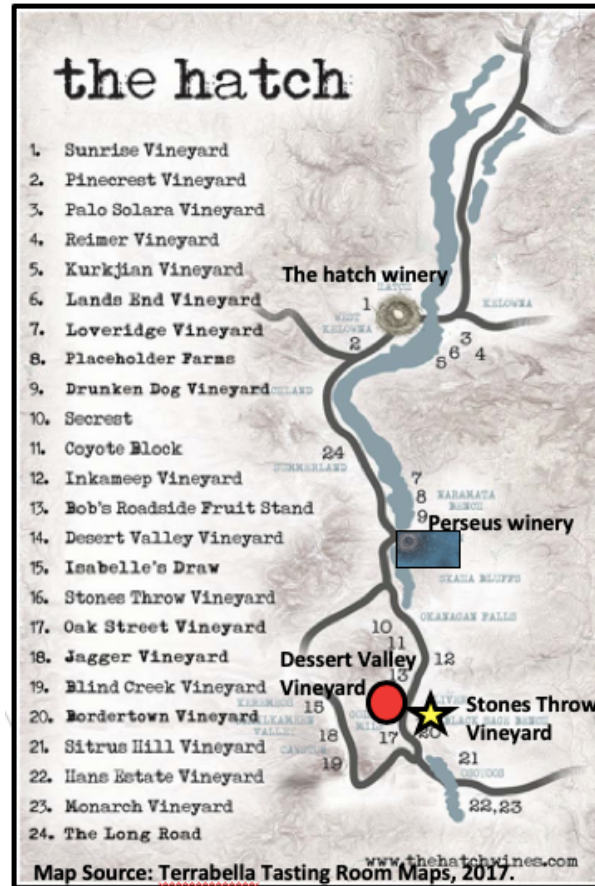 the hatch
1. Sunrise Vineyard
2. Pinecrest Vineyard
3. Palo Solara Vineyard
4. Reimer Vineyard
5. Kurkjian Vineyard
6. Lands End Vineyard
7. Loveridge Vineyard
8. Placeholder Farms
9. Drunken Dog Vineyard
10. Secrest
11. Coyote Block
12. Inkameep Vineyard
13. Bob's Roadside Fruit Stand
14. Desert Valley Vineyard
15. Isabelle's Draw
16. Stones Throw Vineyard
17. Oak Street Vineyard
18. Jagger Vineyard
19. Blind Creek Vineyard
20. Bordertown Vineyard
21. Sitrus Hill Vineyard
22. Hans Estate Vineyard
23. Monarch Vineyard
24. The Long Road
The hatch winery
HATCH
1
KELOWNA
WEST
KELOWNA
2
3
6
4
5
24
SUMMERLAND
7
8
NARAMATA
BENCH
9
Perseus winery
SKAHA BLUFFS
OKANAGAN FALLS
10
11
12
Dessert Valley
Vineyard
13
15
Stones Throw
Vineyard
BLACK SAGE BENCH
VALLEY
18
17
20
19
21
OSOYOOS
22,23
www.thehatchwines.com
Map Source: Terrabella Tasting Room Maps, 2017.